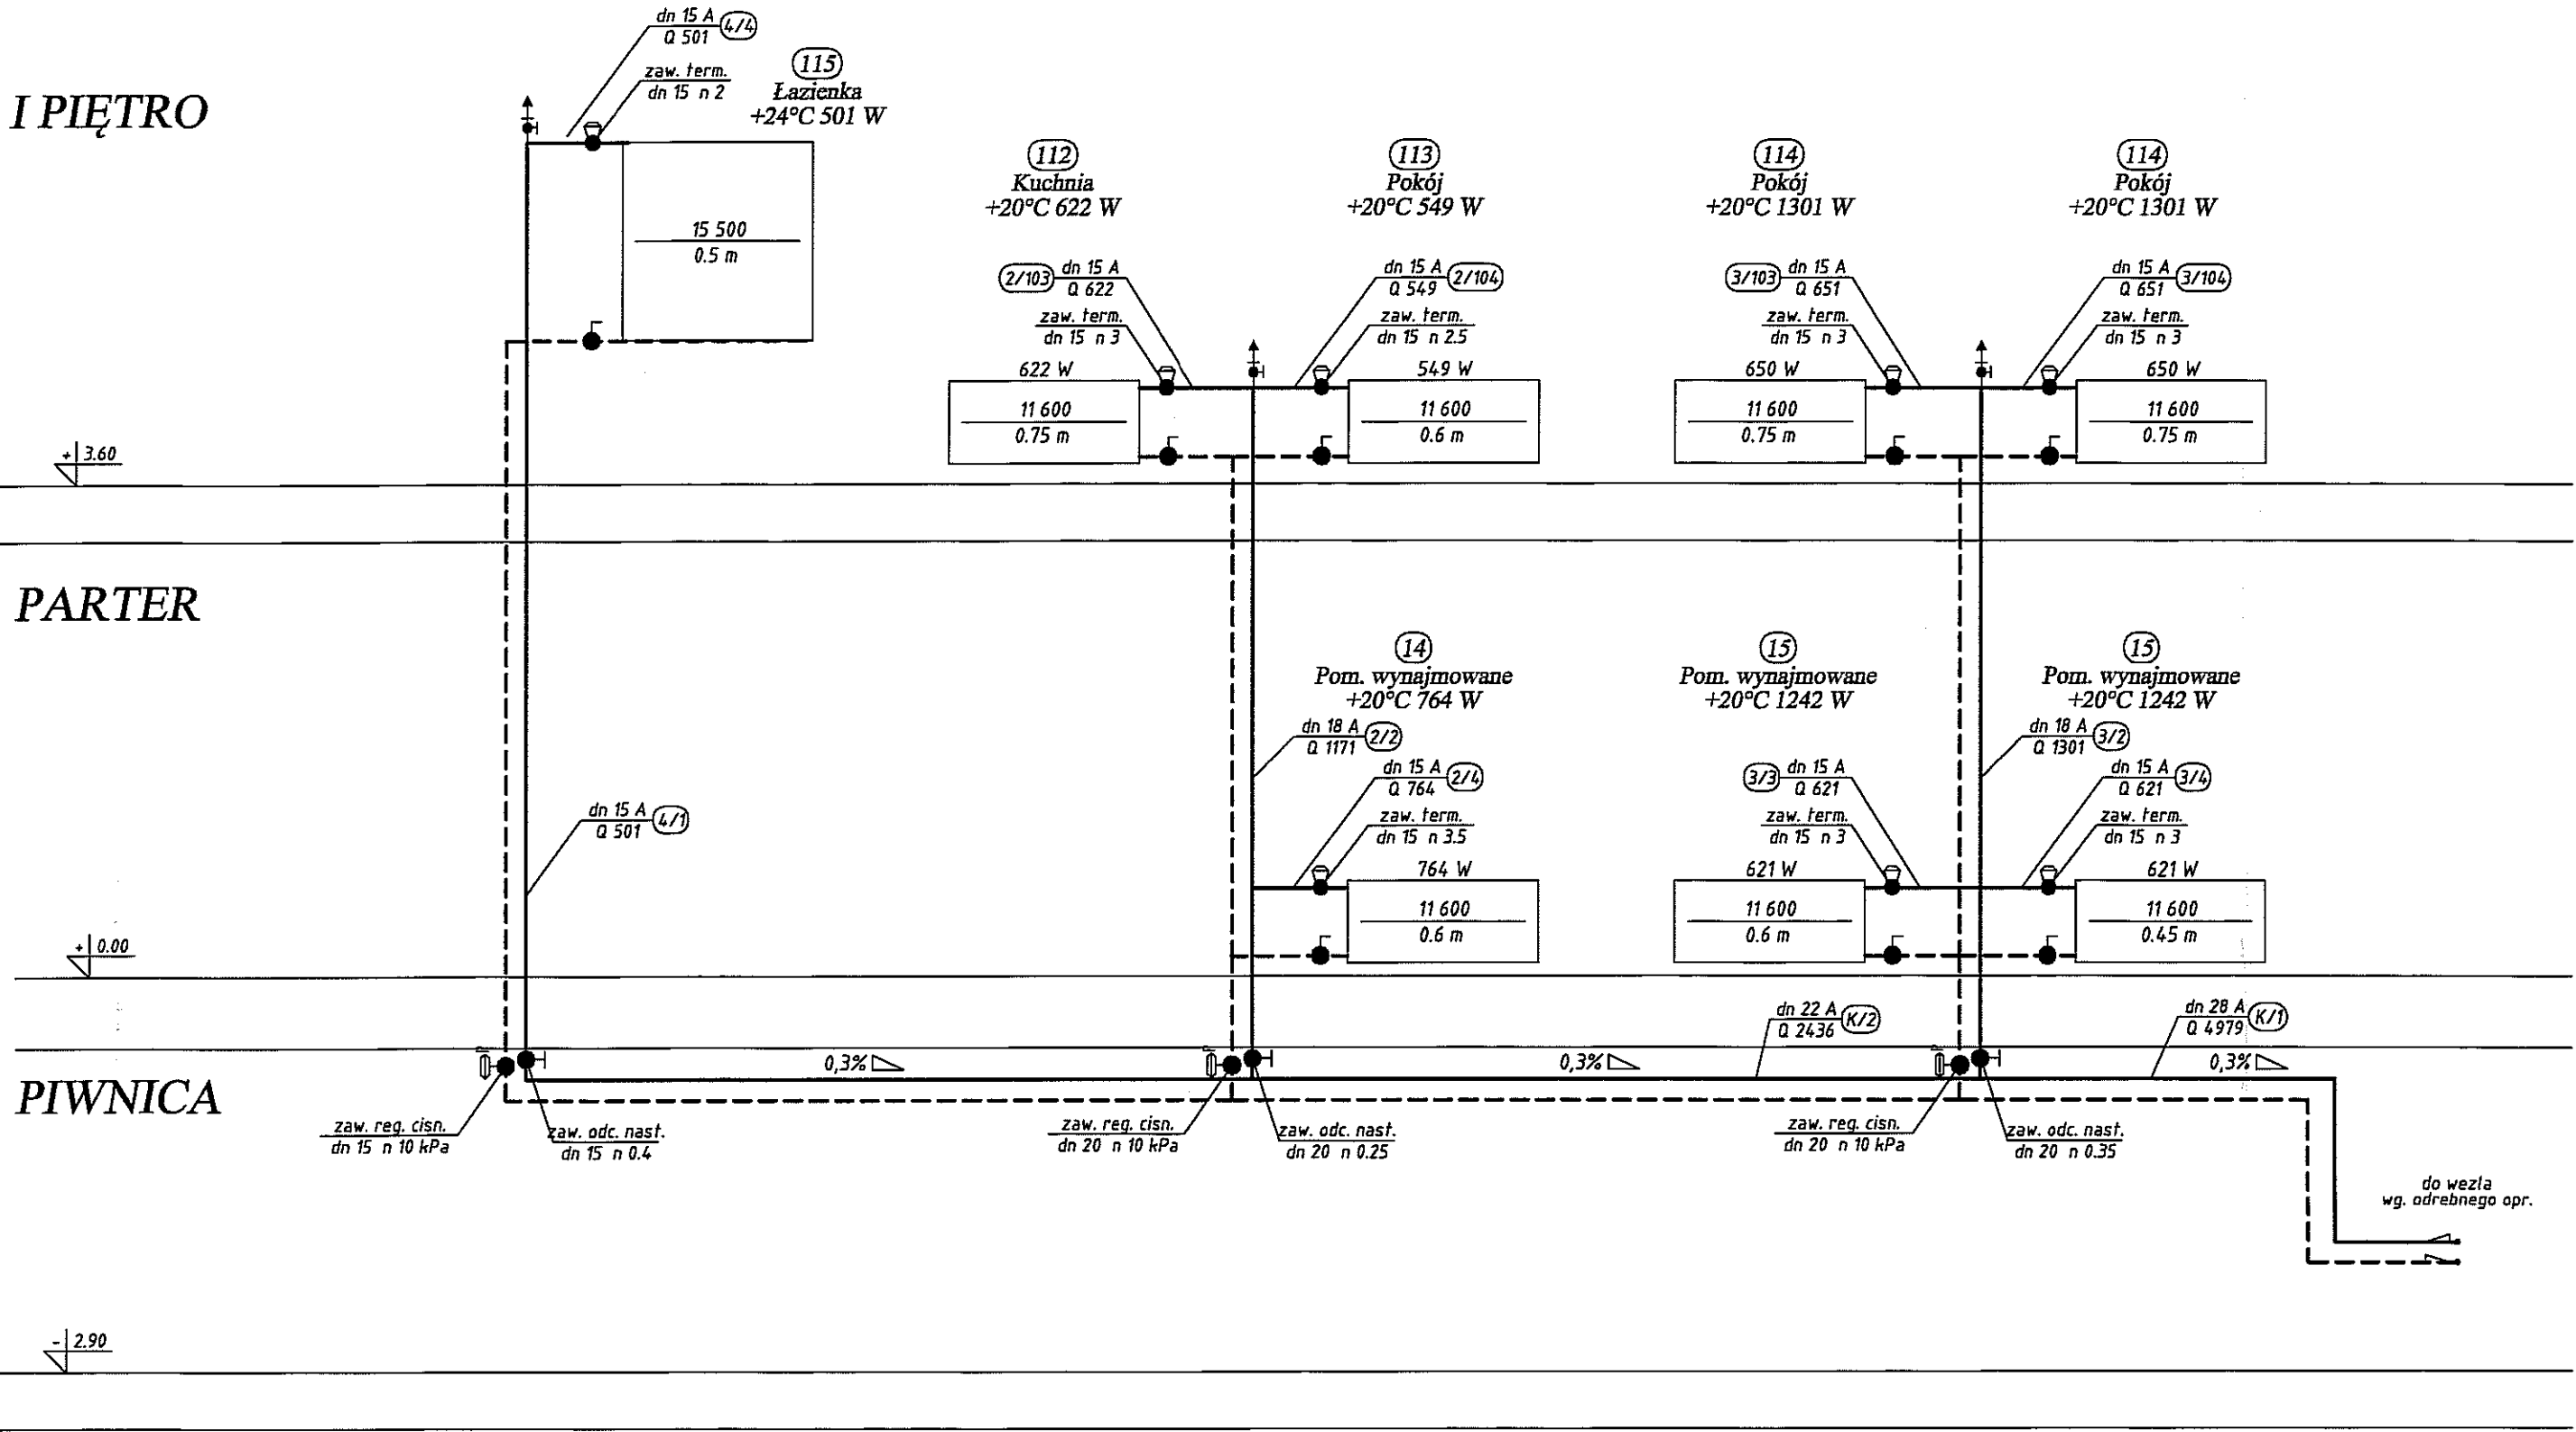 I PIĘTRO
dn 15 A
Q 501
4/4
zaw. term.
dn 15 n 2
115
Łazienka
+24°C 501 W
15 500
0.5 m
112
Kuchnia
+20°C 622 W
113
Pokój
+20°C 549 W
114
Pokój
+20°C 1301 W
114
Pokój
+20°C 1301 W
2/103
dn 15 A
Q 622
zaw. term.
dn 15 n 3
dn 15 A
Q 549
2/104
zaw. term.
dn 15 n 2.5
3/103
dn 15 A
Q 651
zaw. term.
dn 15 n 3
dn 15 A
Q 651
3/104
zaw. term.
dn 15 n 3
622 W
11 600
0.75 m
549 W
11 600
0.6 m
650 W
11 600
0.75 m
650 W
11 600
0.75 m
+ 3.60
PARTER
14
Pom. wynajmowane
+20°C 764 W
15
Pom. wynajmowane
+20°C 1242 W
15
Pom. wynajmowane
+20°C 1242 W
dn 18 A
Q 1171
2/2
dn 18 A
Q 1301
3/2
dn 15 A
Q 764
2/4
zaw. term.
dn 15 n 3.5
3/3
dn 15 A
Q 621
zaw. term.
dn 15 n 3
dn 15 A
Q 621
3/4
zaw. term.
dn 15 n 3
dn 15 A
Q 501
4/1
764 W
11 600
0.6 m
621 W
11 600
0.6 m
621 W
11 600
0.45 m
+ 0.00
dn 22 A
Q 2436
K/2
dn 28 A
Q 4979
K/1
PIWNICA
0,3%
0,3%
0,3%
zaw. reg. cisn.
dn 15 n 10 kPa
zaw. odc. nast.
dn 15 n 0.4
zaw. reg. cisn.
dn 20 n 10 kPa
zaw. odc. nast.
dn 20 n 0.25
zaw. reg. cisn.
dn 20 n 10 kPa
zaw. odc. nast.
dn 20 n 0.35
do wezla
wg. odrebnego opr.
- 2.90